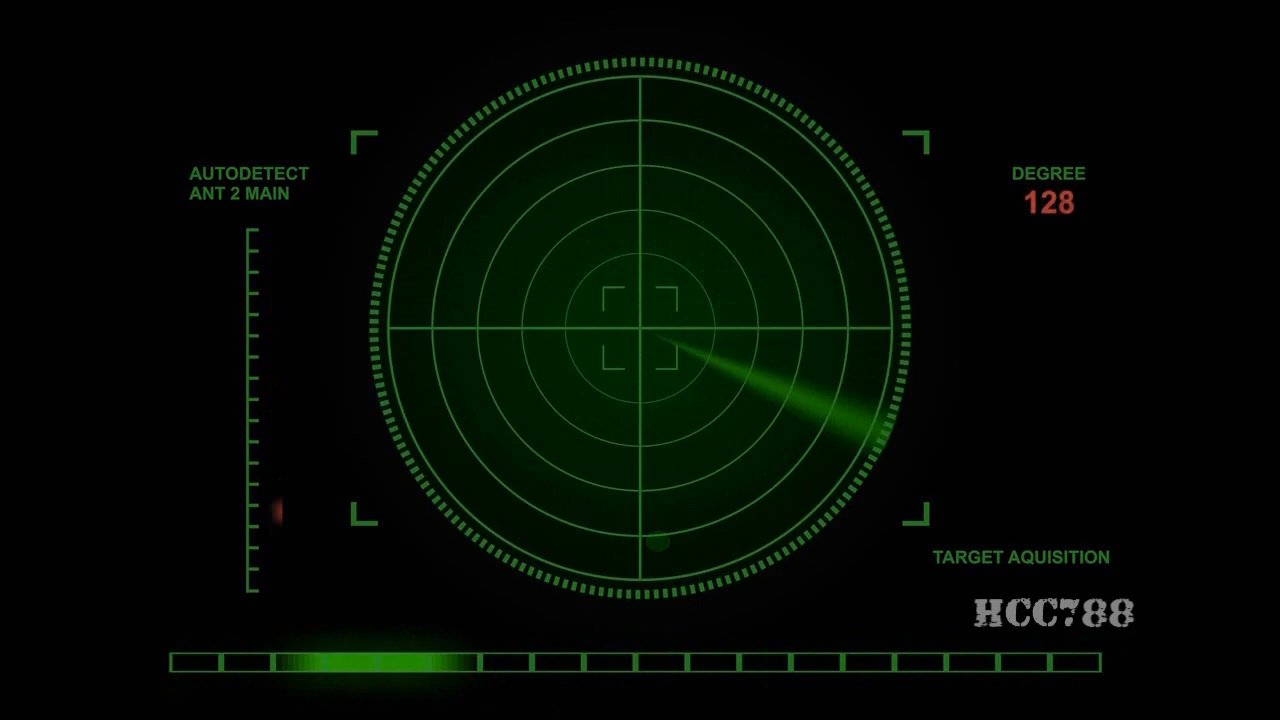 AUTODETECT
ANT 2 MAIN
DEGREE
128
TARGET AQUISITION
HCC788